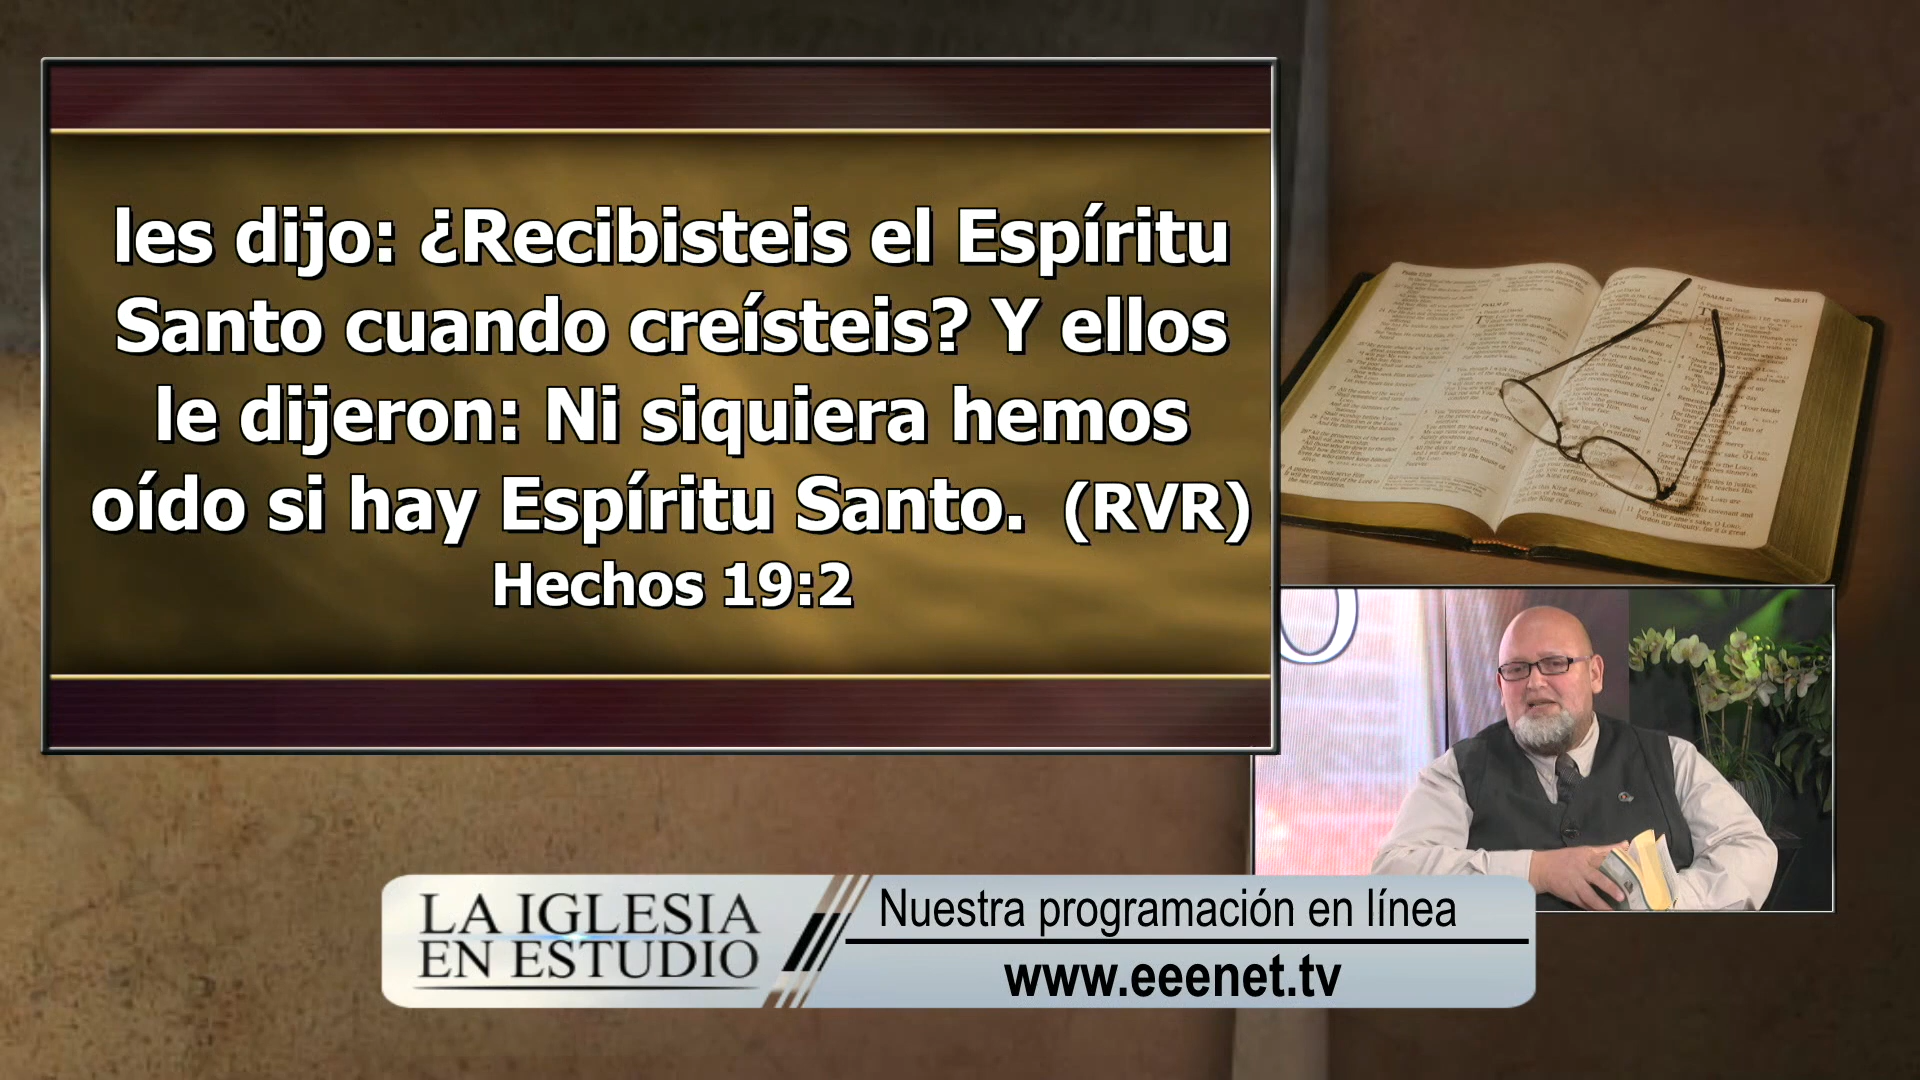 les dijo: ¿Recibisteis el Espíritu
Santo cuando creísteis? Y ellos
le dijeron: Ni siquiera hemos
oído si hay Espíritu Santo. (RVR)
Hechos 19:2
LA IGLESIA
EN ESTUDIO
Nuestra programación en línea
www.eeenet.tv